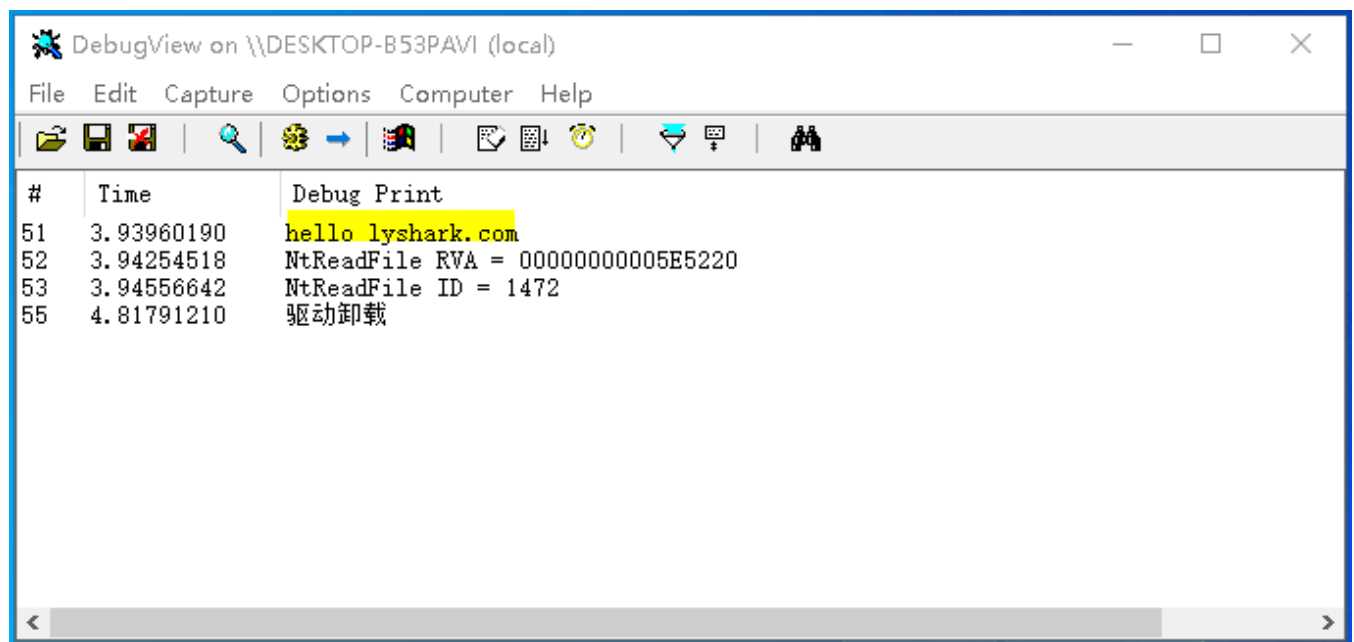 DebugView on \\DESKTOP-B53PAVI (local)
File Edit Capture Options Computer Help
# Time Debug Print
51 3.93960190 hello lyshark.com
52 3.94254518 NtReadFile RVA = 00000000005E5220
53 3.94556642 NtReadFile ID = 1472
55 4.81791210 驱动卸载